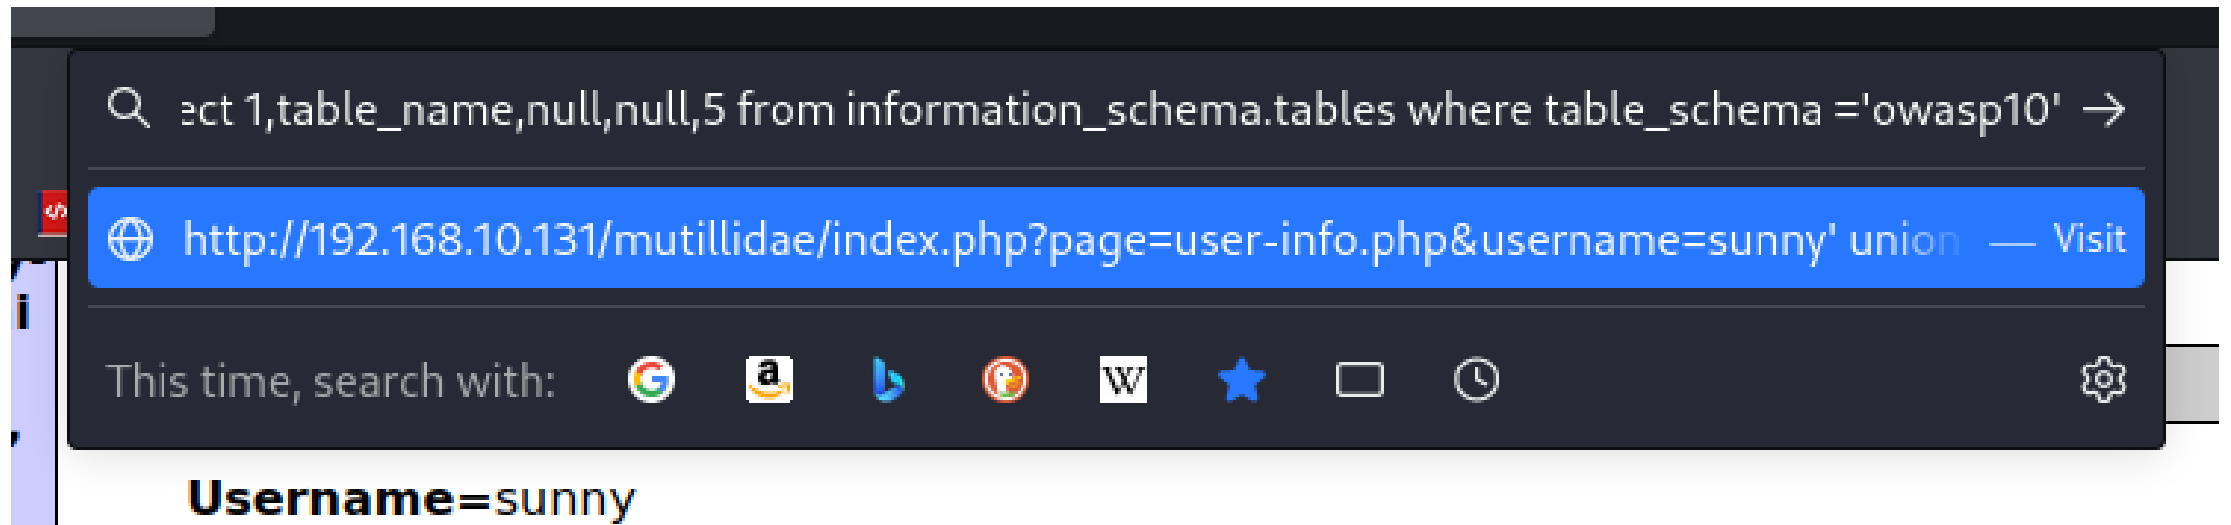 ect 1,table_name,null,null,5 from information_schema.tables where table_schema ='owasp10'
http://192.168.10.131/mutillidae/index.php?page=user-info.php&username=sunny' union — Visit
This time, search with: G a b W
i
Username=sunny